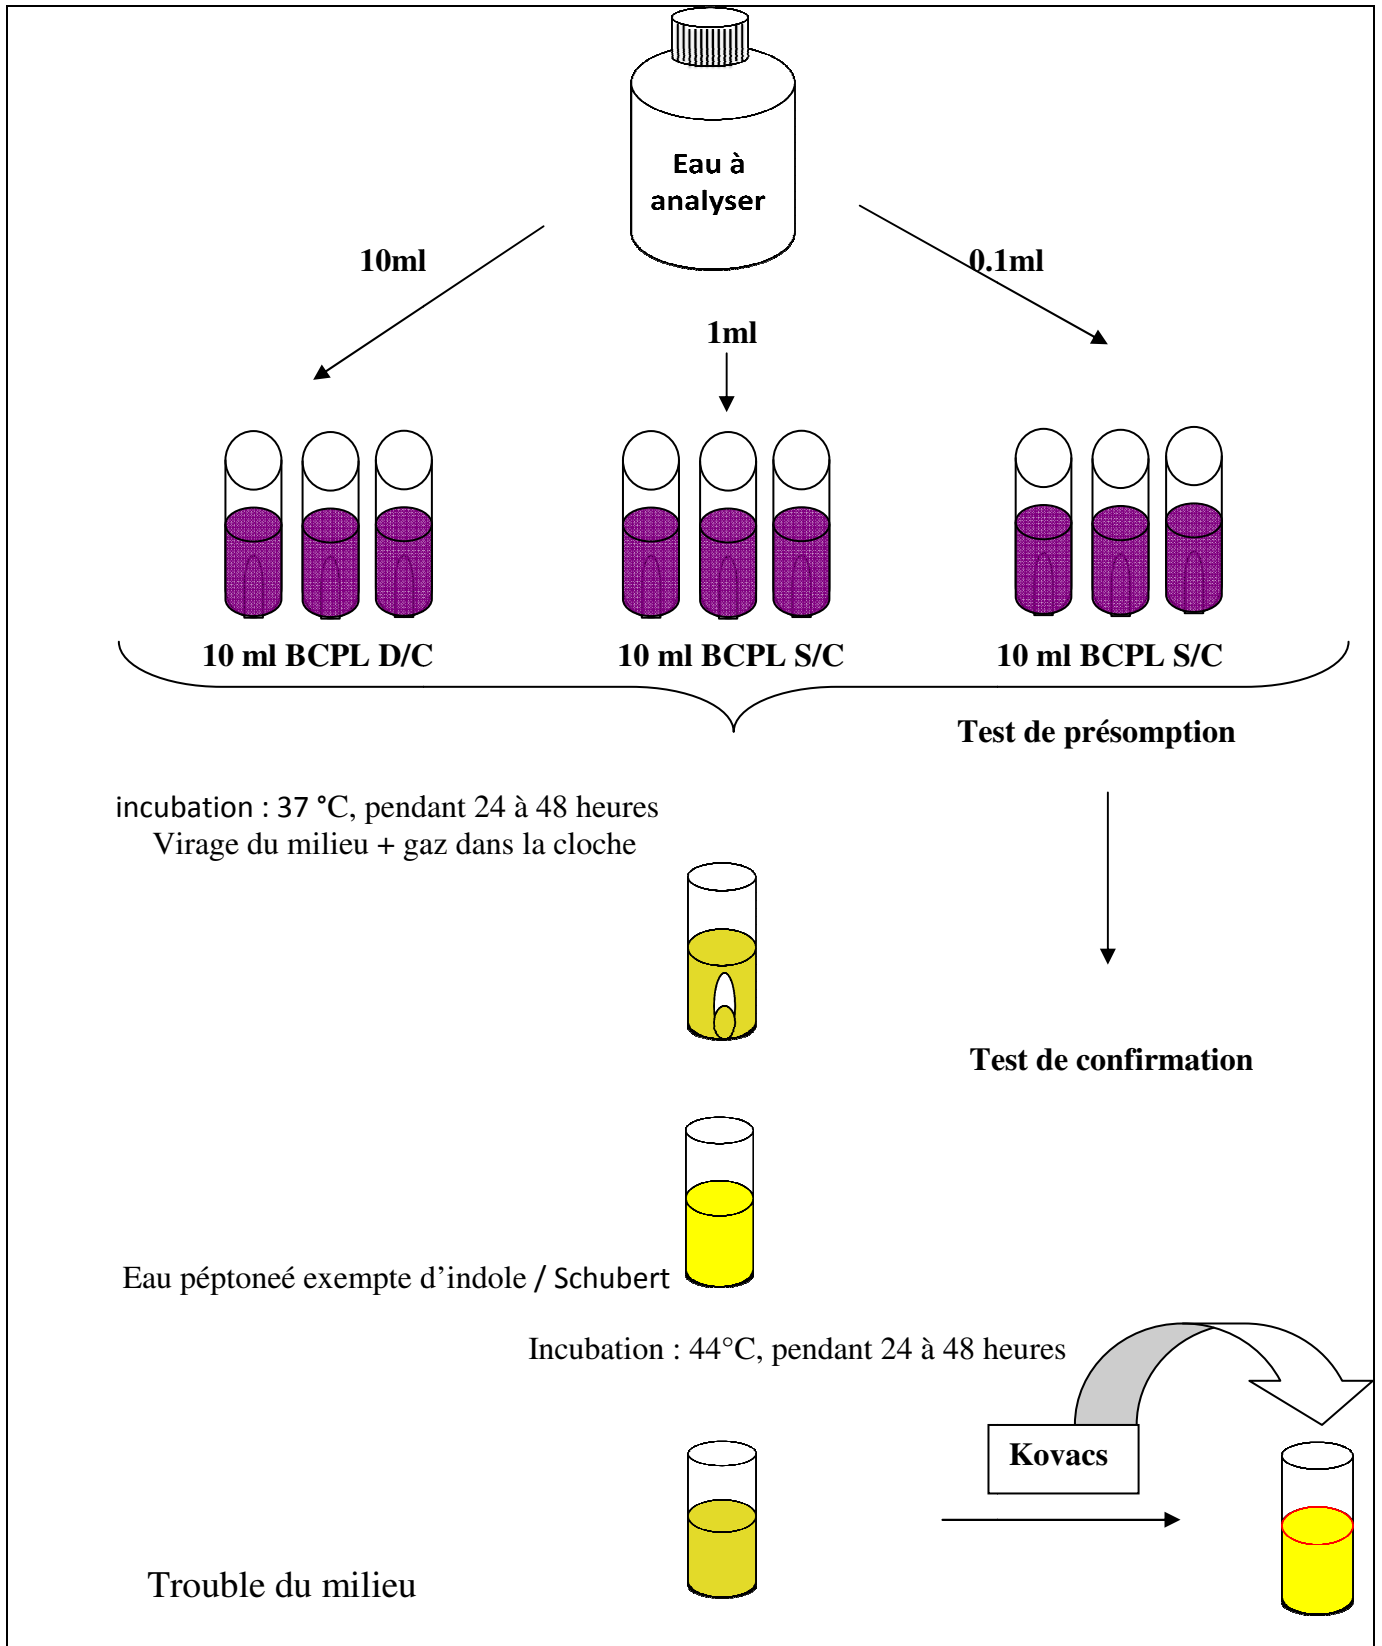 Eau à
analyser
10ml
0.1ml
1ml
10 ml BCPL D/C
10 ml BCPL S/C
10 ml BCPL S/C
Test de présomption
incubation : 37 °C, pendant 24 à 48 heures
Virage du milieu + gaz dans la cloche
Test de confirmation
Eau péptoneé exempte d'indole / Schubert
Incubation : 44°C, pendant 24 à 48 heures
Kovacs
Trouble du milieu